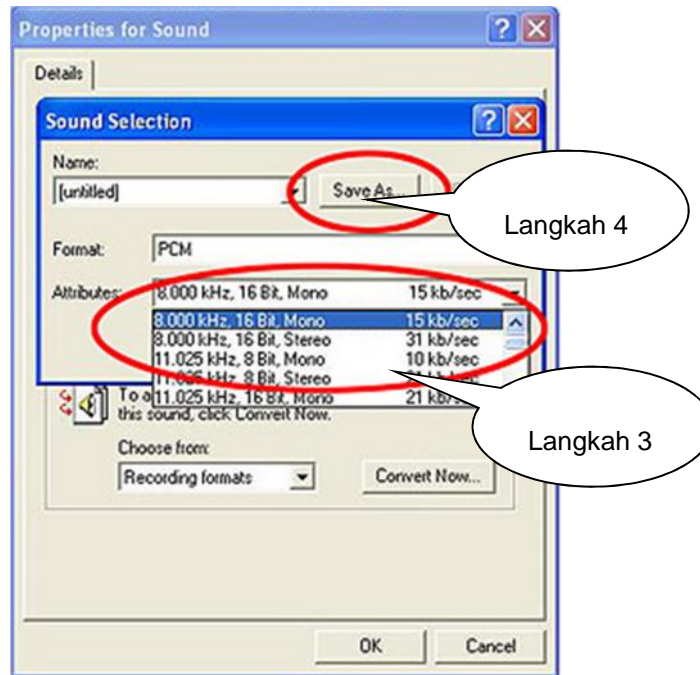 Properties for Sound
Details
Sound Selection
Name:
[untitled]
Save As...
Langkah 4
Format:
PCM
Attributes:
8.000 kHz, 16 Bit, Mono 15 kb/sec
8.000 kHz, 16 Bit, Mono 15 kb/sec
8.000 kHz, 16 Bit, Stereo 31 kb/sec
11.025 kHz, 8 Bit, Mono 10 kb/sec
11.025 kHz, 8 Bit, Stereo
To a
11.025 kHz, 16 Bit, Mono 21 kb/sec
this sound, click Convert Now.
Langkah 3
Choose from:
Recording formats
Convert Now...
OK
Cancel